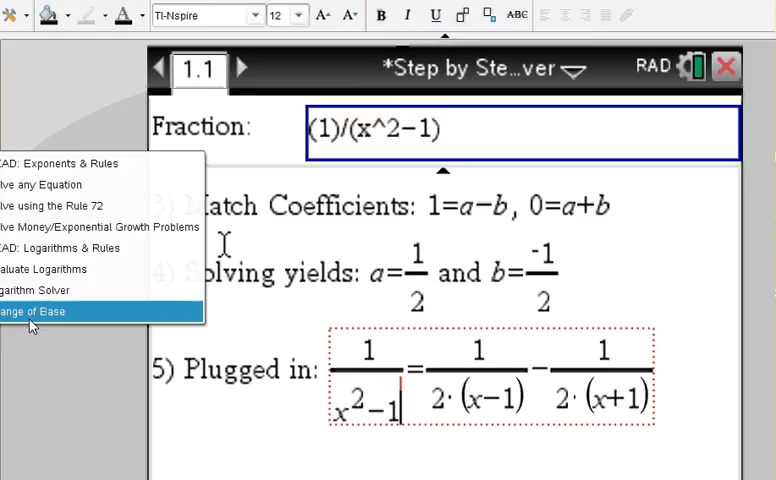 TI-Nspire 12 A A B I U ABC
1.1 *Step by Ste...ver RAD
Fraction: (1)/(x^2−1)
EAD: Exponents & Rules
lve any Equation
lve using the Rule 72
lve Money/Exponential Growth Problems
EAD: Logarithms & Rules
aluate Logarithms
garithm Solver
ange of Base
3) Match Coefficients: 1=a−b, 0=a+b
4) Solving yields: a=1/2 and b=-1/2
5) Plugged in: 1/(x^2−1)=1/(2·(x−1))−1/(2·(x+1))